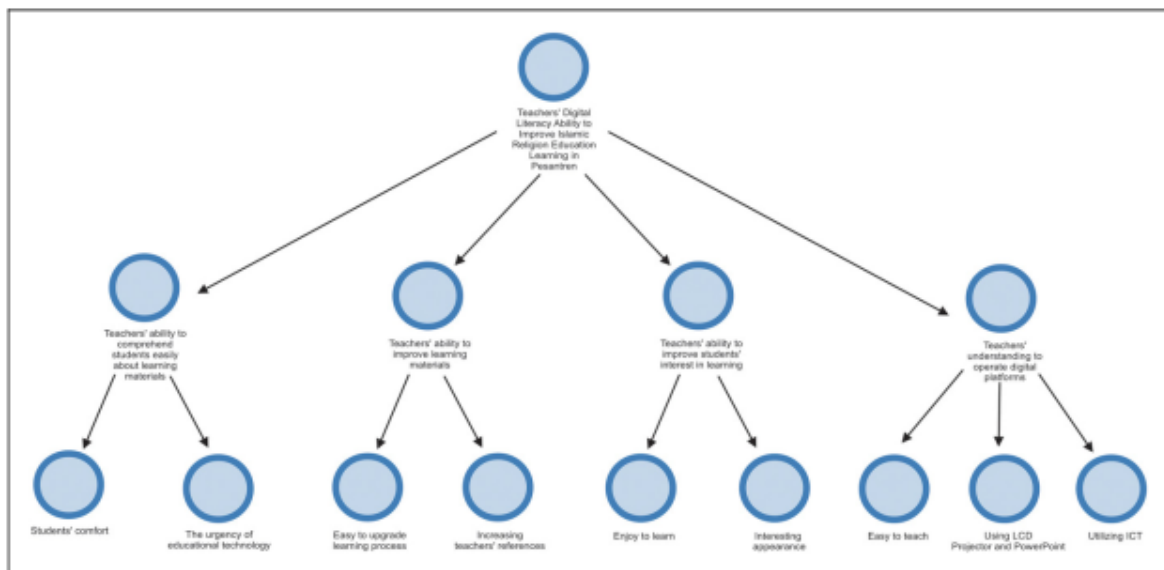 Teachers' Digital
Literacy Ability to
Improve Islamic
Religion Education
Learning in
Pesantren
Teachers' ability to
comprehend
students easily
about learning
materials
Teachers' ability to
improve learning
materials
Teachers' ability to
improve students'
interest in learning
Teachers'
understanding to
operate digital
platforms
Students' comfort
The urgency of
educational technology
Easy to upgrade
learning process
Increasing
teachers' references
Enjoy to learn
Interesting
appearance
Easy to teach
Using LCD
Projector and PowerPoint
Utilizing ICT